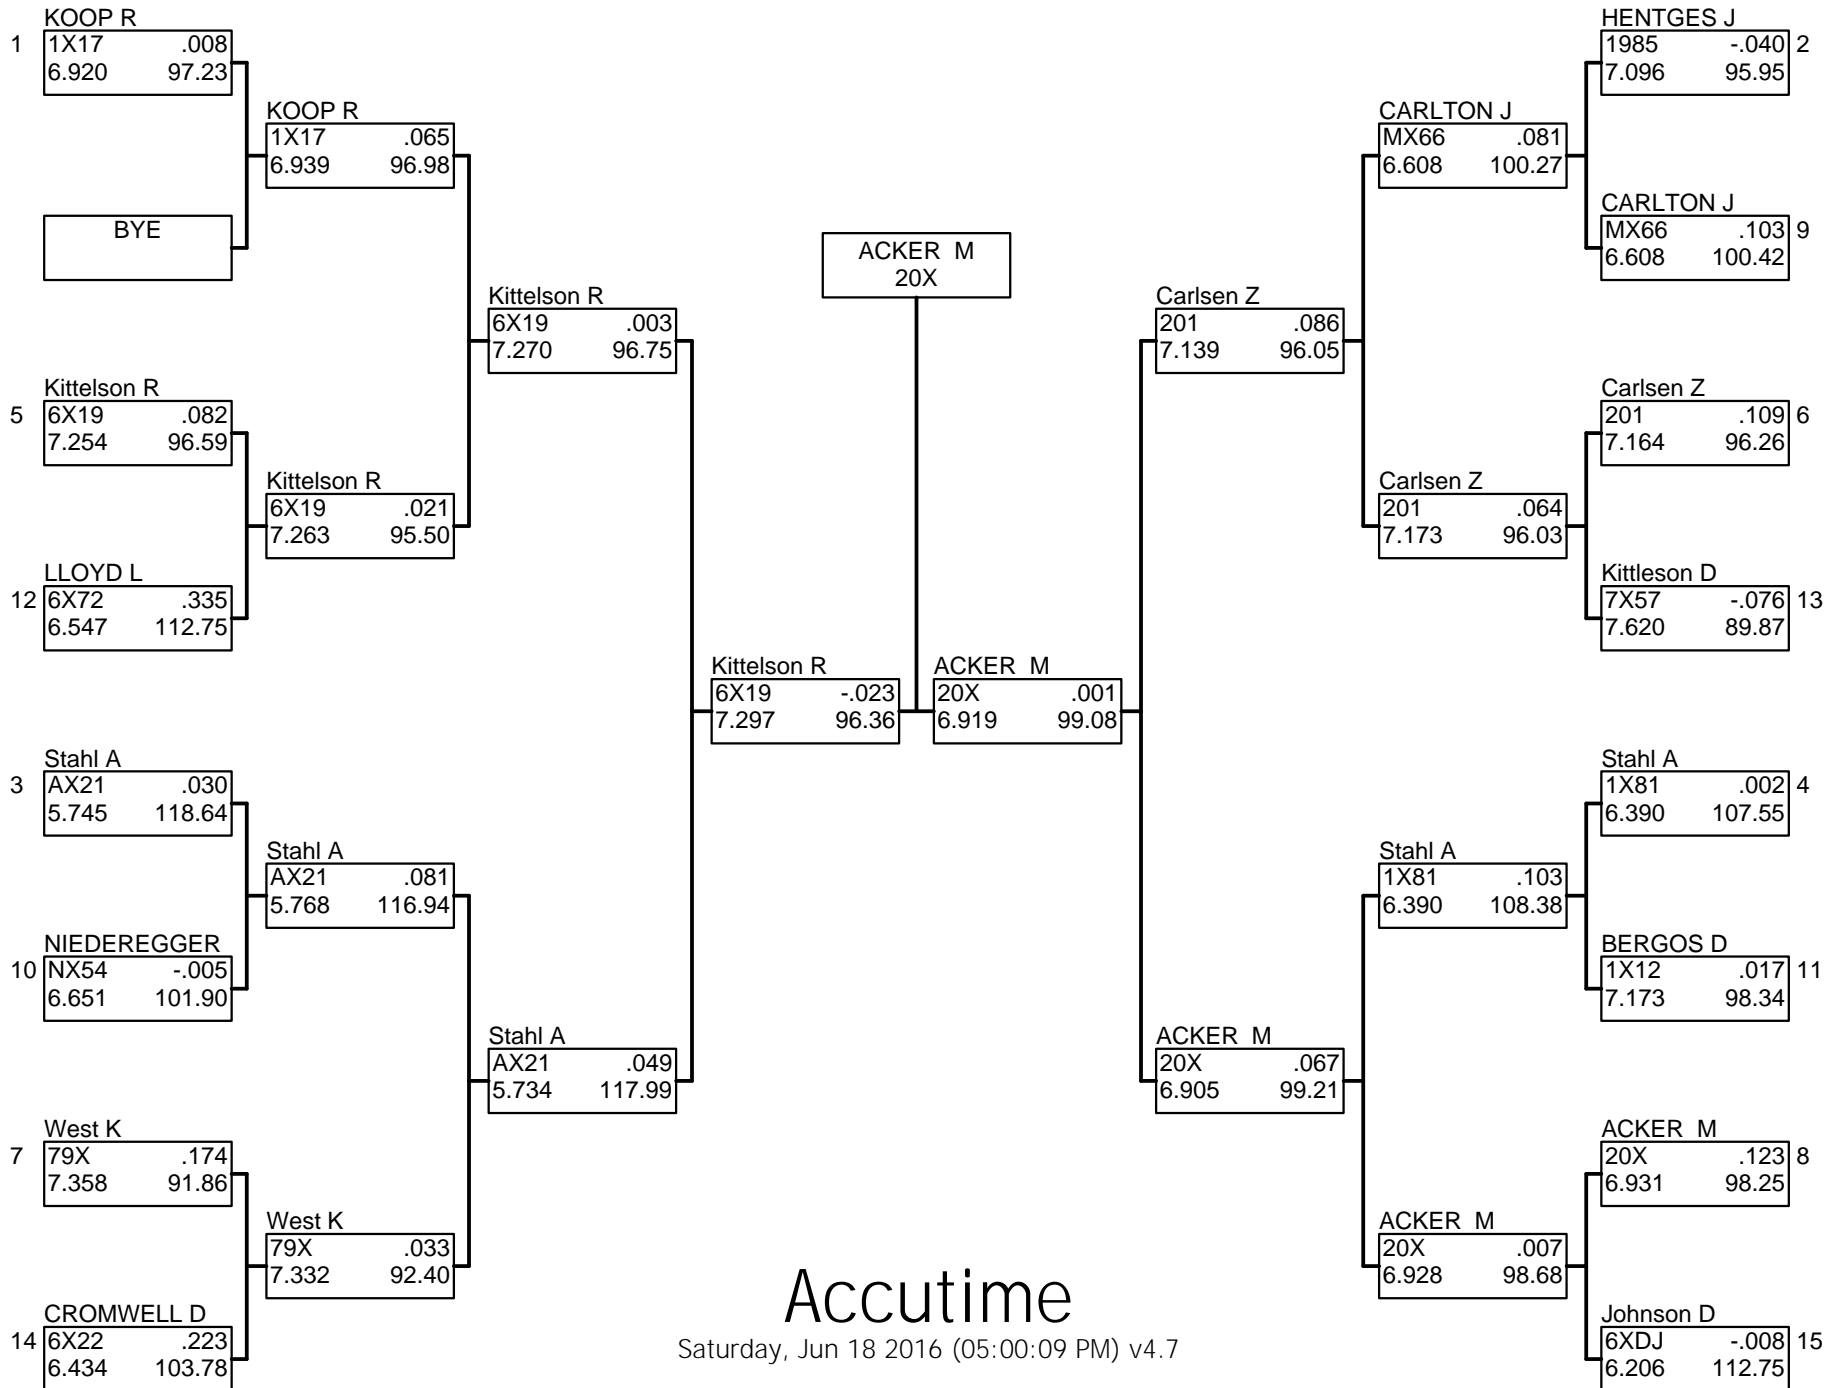 KOOP R
1 1X17 .008
6.920 97.23
KOOP R
1X17 .065
6.939 96.98
BYE
Kittelson R
6X19 .003
7.270 96.75
Kittelson R
5 6X19 .082
7.254 96.59
Kittelson R
6X19 .021
7.263 95.50
LLOYD L
12 6X72 .335
6.547 112.75
Kittelson R
6X19 -.023
7.297 96.36
Stahl A
3 AX21 .030
5.745 118.64
Stahl A
AX21 .081
5.768 116.94
NIEDEREGGER
10 NX54 -.005
6.651 101.90
Stahl A
AX21 .049
5.734 117.99
West K
7 79X .174
7.358 91.86
West K
79X .033
7.332 92.40
CROMWELL D
14 6X22 .223
6.434 103.78
ACKER M
20X
ACKER M
20X .001
6.919 99.08
HENTGES J
1985 -.040 2
7.096 95.95
CARLTON J
MX66 .081
6.608 100.27
CARLTON J
MX66 .103 9
6.608 100.42
Carlsen Z
201 .086
7.139 96.05
Carlsen Z
201 .109 6
7.164 96.26
Carlsen Z
201 .064
7.173 96.03
Kittleson D
7X57 -.076 13
7.620 89.87
Stahl A
1X81 .002 4
6.390 107.55
Stahl A
1X81 .103
6.390 108.38
BERGOS D
1X12 .017 11
7.173 98.34
ACKER M
20X .067
6.905 99.21
ACKER M
20X .123 8
6.931 98.25
ACKER M
20X .007
6.928 98.68
Johnson D
6XDJ -.008 15
6.206 112.75
Accutime
Saturday, Jun 18 2016 (05:00:09 PM) v4.7